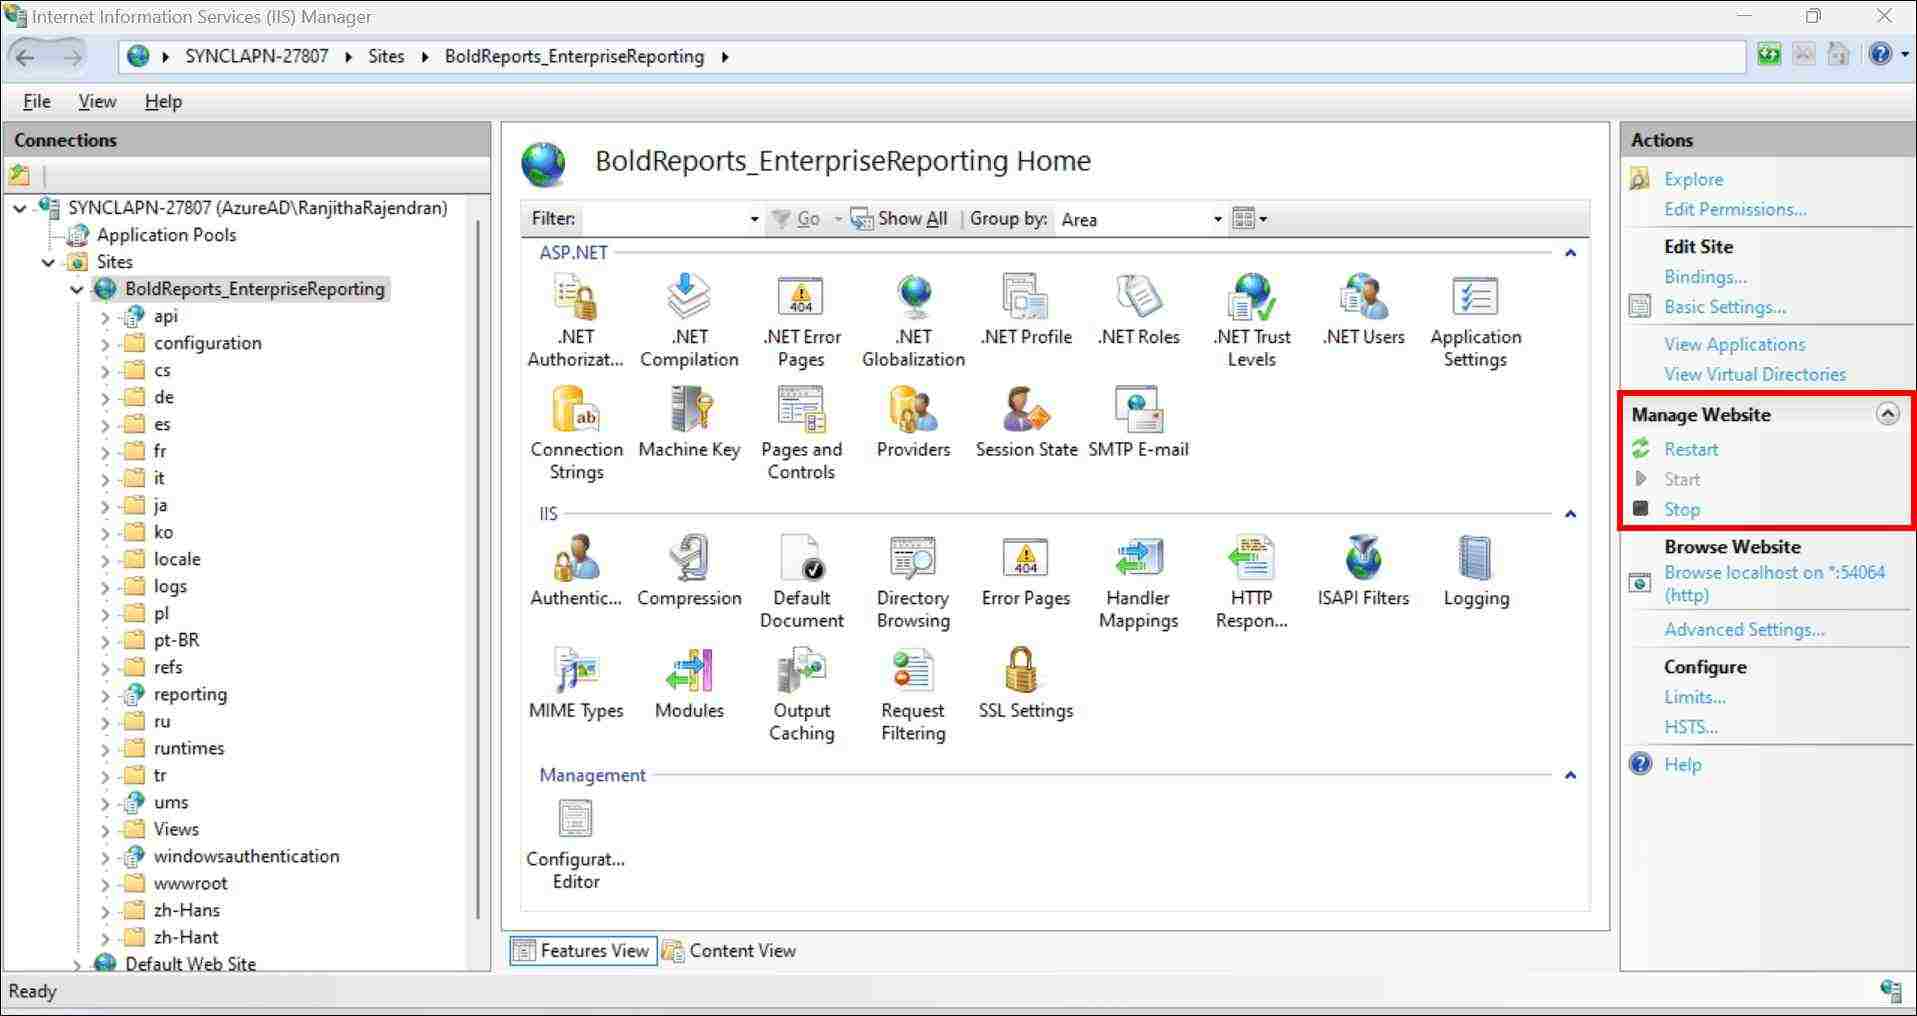 Internet Information Services (IIS) Manager
SYNCLAPN-27807 Sites BoldReports_EnterpriseReporting
File View Help
Connections
SYNCLAPN-27807 (AzureAD\RanjithaRajendran)
Application Pools
Sites
BoldReports_EnterpriseReporting
api
configuration
cs
de
es
fr
it
ja
ko
locale
logs
pl
pt-BR
refs
reporting
ru
runtimes
tr
ums
Views
windowsauthentication
wwwroot
zh-Hans
zh-Hant
Default Web Site
BoldReports_EnterpriseReporting Home
Filter: Go Show All Group by: Area
ASP.NET
.NET Authorizat...
.NET Compilation
.NET Error Pages
.NET Globalization
.NET Profile
.NET Roles
.NET Trust Levels
.NET Users
Application Settings
Connection Strings
Machine Key
Pages and Controls
Providers
Session State
SMTP E-mail
IIS
Authentic...
Compression
Default Document
Directory Browsing
Error Pages
Handler Mappings
HTTP Respon...
ISAPI Filters
Logging
MIME Types
Modules
Output Caching
Request Filtering
SSL Settings
Management
Configurat... Editor
Features View Content View
Actions
Explore
Edit Permissions...
Edit Site
Bindings...
Basic Settings...
View Applications
View Virtual Directories
Manage Website
Restart
Start
Stop
Browse Website
Browse localhost on *:54064
(http)
Advanced Settings...
Configure
Limits...
HSTS...
Help
Ready